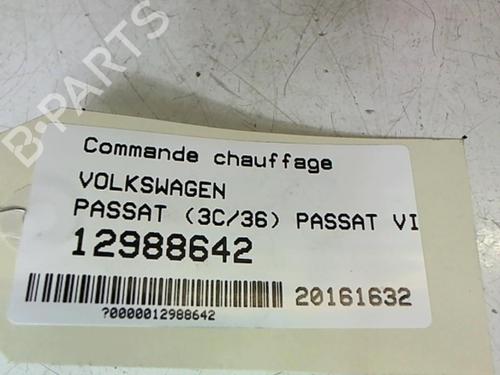 B-PARTS
Commande chauffage
VOLKSWAGEN
PASSAT (3C/36) PASSAT VI
12988642
20161632
?0000012988642